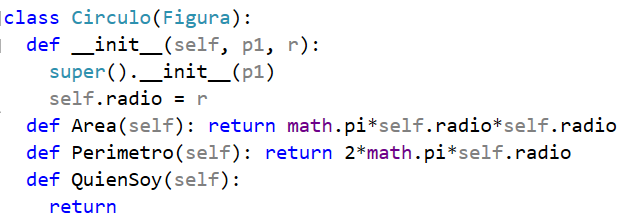 class Circulo(Figura):
  def __init__(self, p1, r):
    super().__init__(p1)
    self.radio = r
  def Area(self): return math.pi*self.radio*self.radio
  def Perimetro(self): return 2*math.pi*self.radio
  def QuienSoy(self):
    return